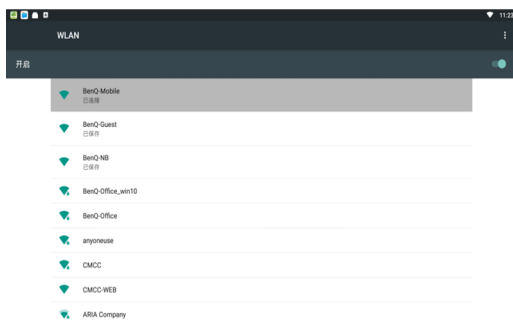 11:23
WLAN
开启
BenQ-Mobile
已连接
BenQ-Guest
已保存
BenQ-NB
已保存
BenQ-Office_win10
BenQ-Office
anyoneuse
CMCC
CMCC-WEB
ARIA Company